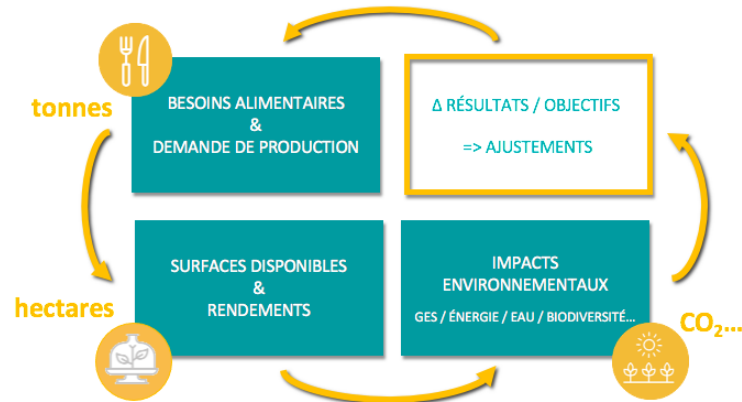 tonnes
BESOINS ALIMENTAIRES
&
DEMANDE DE PRODUCTION
Δ RÉSULTATS / OBJECTIFS
=> AJUSTEMENTS
hectares
SURFACES DISPONIBLES
&
RENDEMENTS
IMPACTS
ENVIRONNEMENTAUX
GES / ÉNERGIE / EAU / BIODIVERSITÉ...
CO₂...